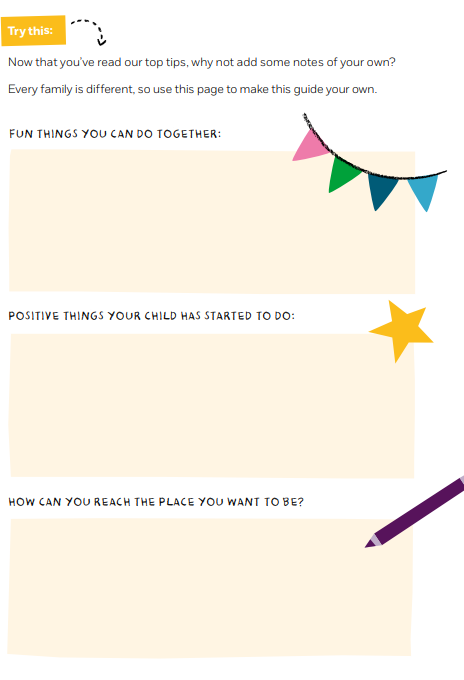 Try this:
Now that you've read our top tips, why not add some notes of your own?
Every family is different, so use this page to make this guide your own.
FUN THINGS YOU CAN DO TOGETHER:
POSITIVE THINGS YOUR CHILD HAS STARTED TO DO:
HOW CAN YOU REACH THE PLACE YOU WANT TO BE?